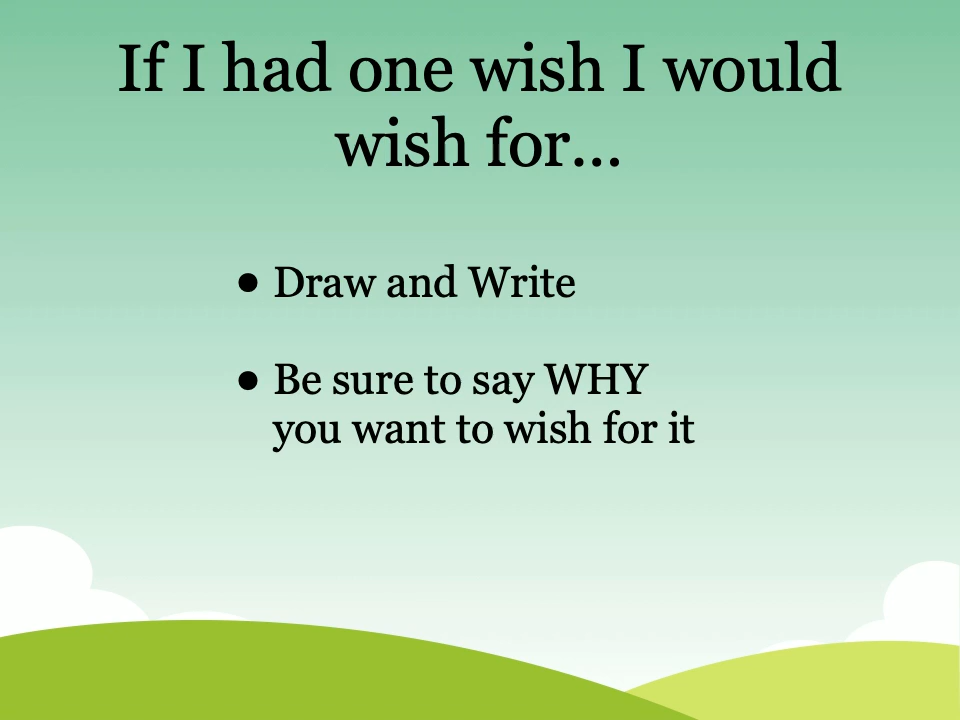 If I had one wish I would
wish for...
• Draw and Write
• Be sure to say WHY
you want to wish for it